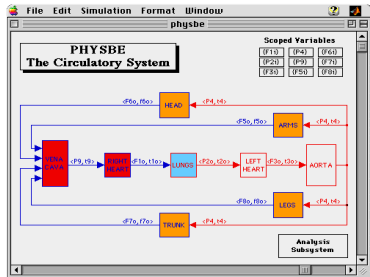 File Edit Simulation Format Window
physbe
PHYSBE
The Circulatory System
Scoped Variables
{F1i} {P4} {F6i}
{P2i} {P9} {F7i}
{F3i} {F5i} {F8i}
<F6o, f6o>
HEAD
<P4, t4>
<F5o, f5o>
ARMS
<P4, t4>
VENA
CAVA
<P9, t9>
RIGHT
HEART
<F1o, t1o>
LUNGS
<P2o, t2o>
LEFT
HEART
<F3o, t3o>
AORTA
<F8o, f8o>
LEGS
<P4, t4>
<F7o, f7o>
TRUNK
<P4, t4>
Analysis
Subsystem